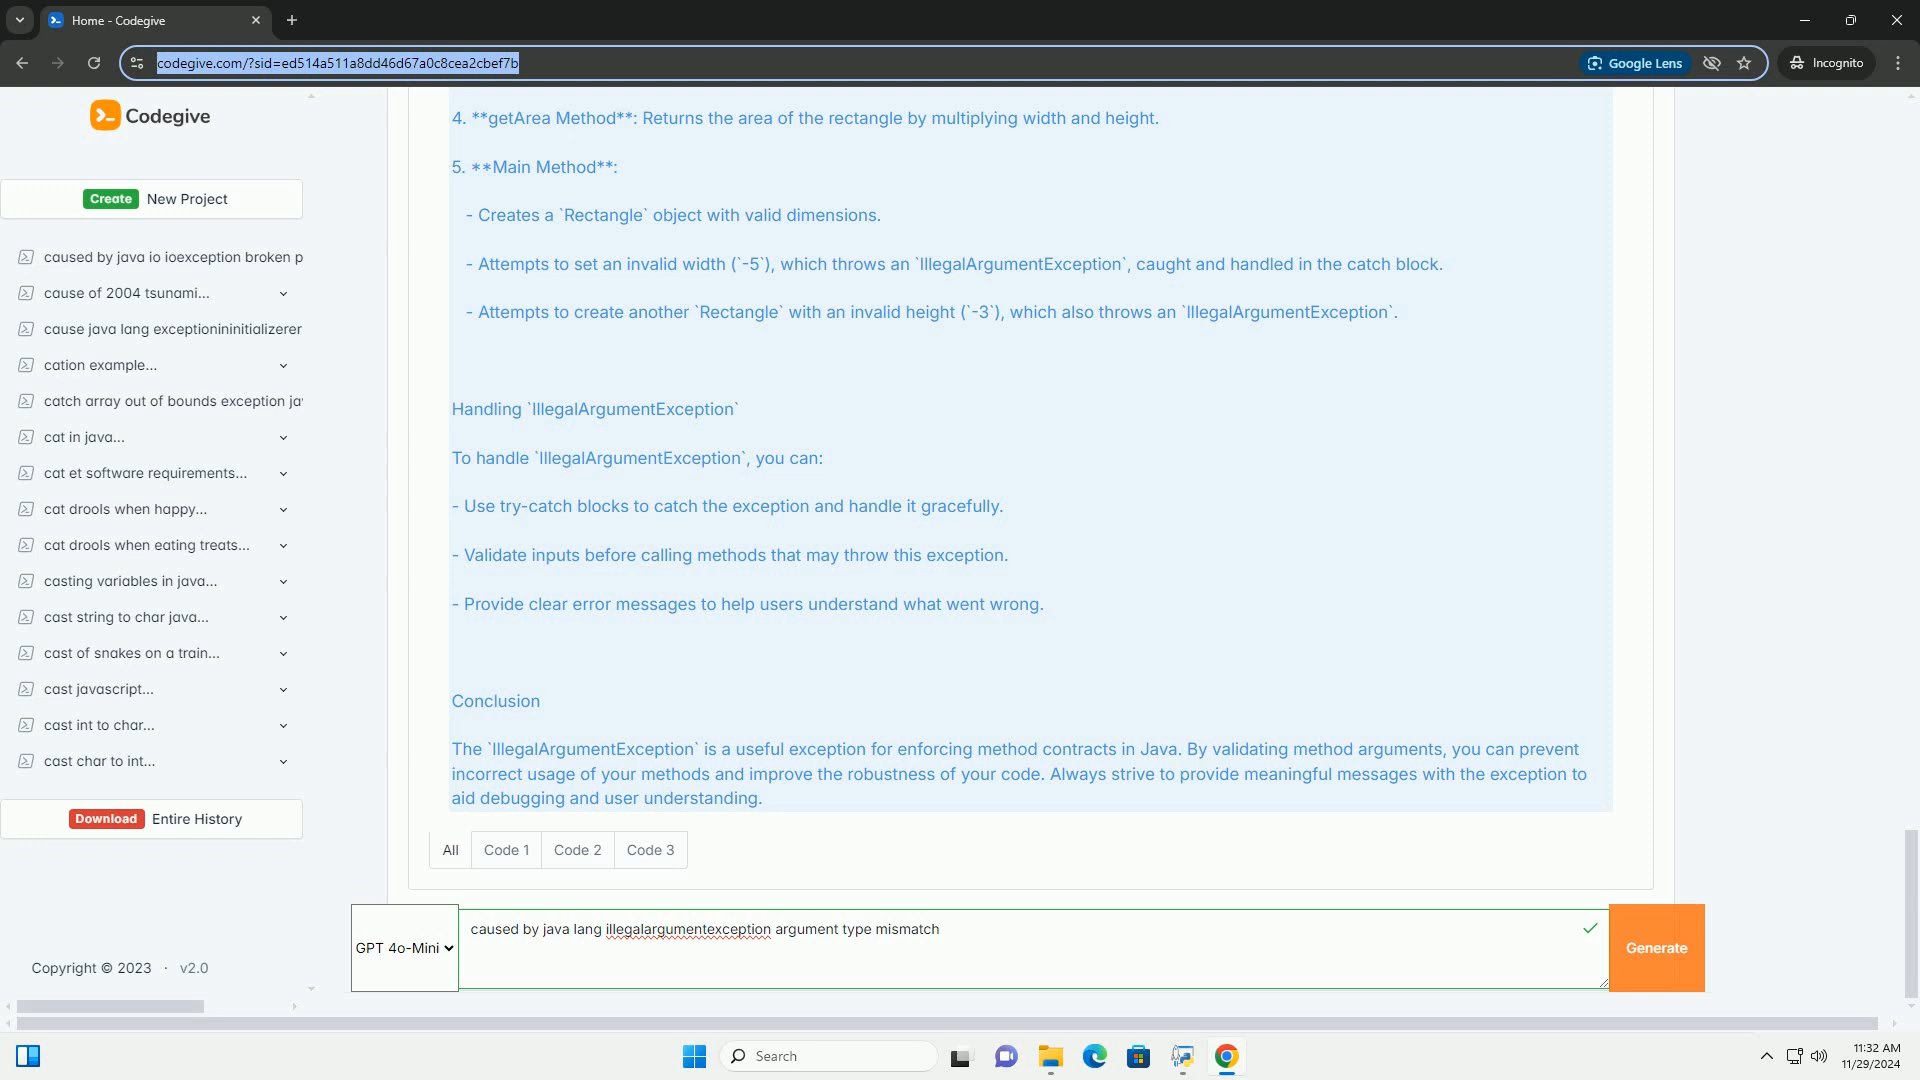 Home - Codegive
codegive.com/?sid=ed514a511a8dd46d67a0c8cea2cbef7b
Google Lens
Incognito
Codegive
Create New Project
caused by java io ioexception broken p
cause of 2004 tsunami...
cause java lang exceptionininitializerer
cation example...
catch array out of bounds exception ja
cat in java...
cat et software requirements...
cat drools when happy...
cat drools when eating treats...
casting variables in java...
cast string to char java...
cast of snakes on a train...
cast javascript...
cast int to char...
cast char to int...
Download Entire History
Copyright © 2023 · v2.0
4. **getArea Method**: Returns the area of the rectangle by multiplying width and height.
5. **Main Method**:
- Creates a `Rectangle` object with valid dimensions.
- Attempts to set an invalid width (`-5`), which throws an `IllegalArgumentException`, caught and handled in the catch block.
- Attempts to create another `Rectangle` with an invalid height (`-3`), which also throws an `IllegalArgumentException`.
Handling `IllegalArgumentException`
To handle `IllegalArgumentException`, you can:
- Use try-catch blocks to catch the exception and handle it gracefully.
- Validate inputs before calling methods that may throw this exception.
- Provide clear error messages to help users understand what went wrong.
Conclusion
The `IllegalArgumentException` is a useful exception for enforcing method contracts in Java. By validating method arguments, you can prevent
incorrect usage of your methods and improve the robustness of your code. Always strive to provide meaningful messages with the exception to
aid debugging and user understanding.
All Code 1 Code 2 Code 3
GPT 4o-Mini
caused by java lang illegalargumentexception argument type mismatch
Generate
Search
11:32 AM
11/29/2024